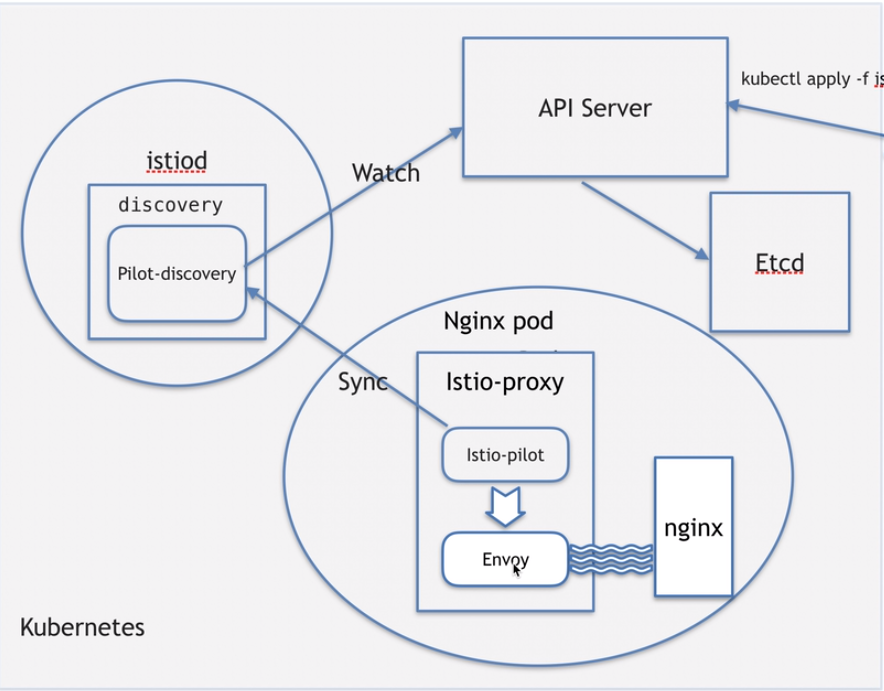 API Server
kubectl apply -f
istiod
Watch
discovery
Pilot-discovery
Etcd
Nginx pod
Sync
Istio-proxy
Istio-pilot
nginx
Envoy
Kubernetes